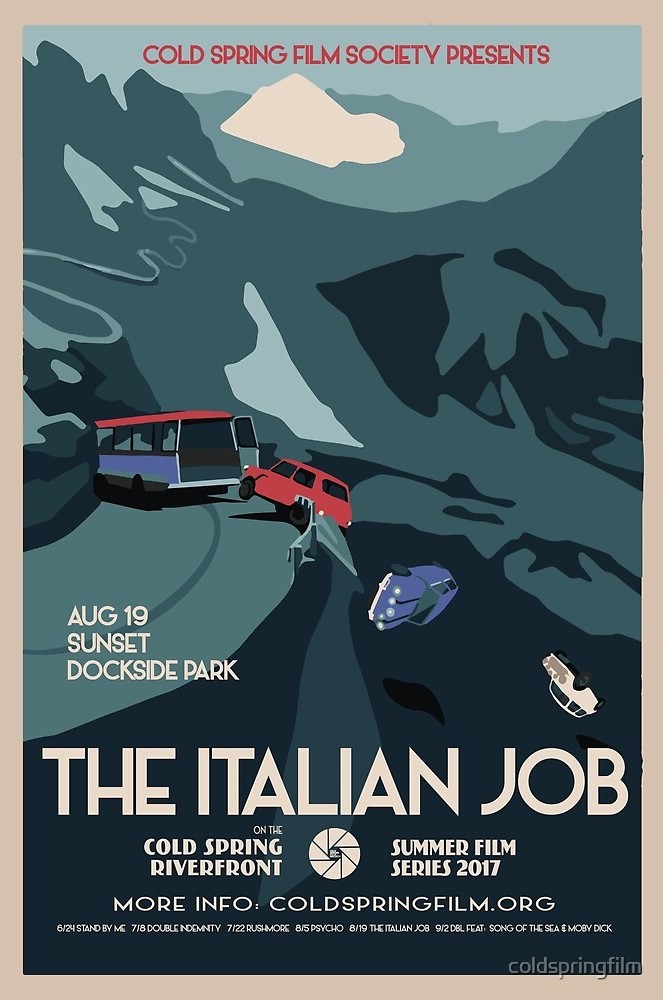 COLD SPRING FILM SOCIETY PRESENTS
AUG 19
SUNSET
DOCKSIDE PARK
THE ITALIAN JOB
ON THE
COLD SPRING
RIVERFRONT
SUMMER FILM
SERIES 2017
MORE INFO: COLDSPRINGFILM.ORG
6/24 STAND BY ME 7/8 DOUBLE INDEMNITY 7/22 RUSHMORE 8/5 PSYCHO 8/19 THE ITALIAN JOB 9/2 DBL FEAT: SONG OF THE SEA & MOBY DICK
coldspringfilm